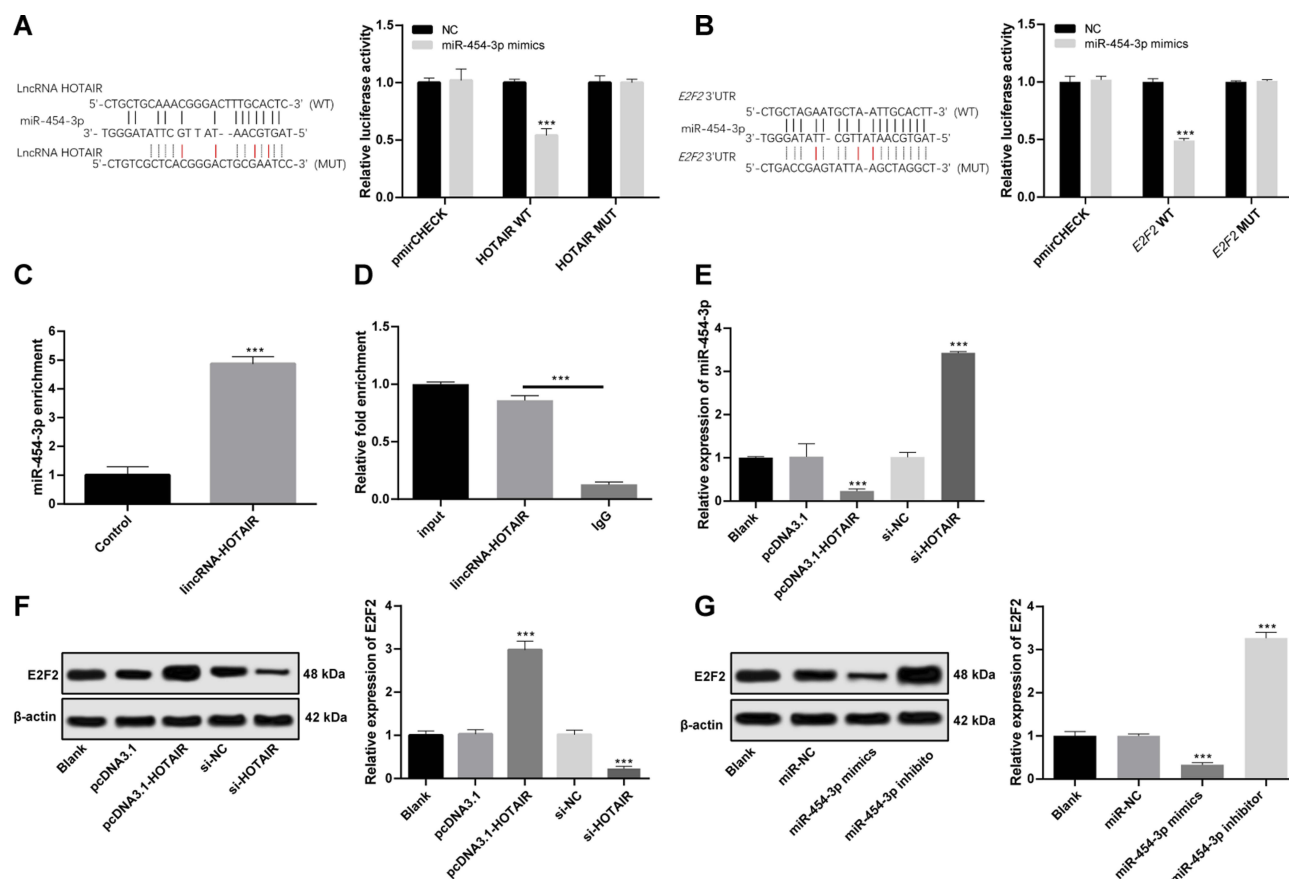 A
LncRNA HOTAIR
5'-CTGCTGCAAACGGGACTTTGCACTC-3' (WT)
miR-454-3p
3'-TGGGATATTCGTTAT--AACGTGAT-5'
LncRNA HOTAIR
5'-CTGTCGCTCACGGGACTGCGAATCC-3' (MUT)
Relative luciferase activity
1.5
1.0
0.5
0.0
NC
miR-454-3p mimics
***
pmirCHECK
HOTAIR WT
HOTAIR MUT
B
E2F2 3'UTR
5'-CTGCTAGAATGCTA-ATTGCACTT-3' (WT)
miR-454-3p
3'-TGGGATATT-CGTTATAACGTGAT-5'
E2F2 3'UTR
5'-CTGACCGAGTATTA-AGCTAGGCT-3' (MUT)
Relative luciferase activity
1.5
1.0
0.5
0.0
NC
miR-454-3p mimics
***
pmirCHECK
E2F2 WT
E2F2 MUT
C
miR-454-3p enrichment
6
5
4
3
2
1
0
***
Control
lincRNA-HOTAIR
D
Relative fold enrichment
1.5
1.0
0.5
0.0
***
input
lincRNA-HOTAIR
IgG
E
Relative expression of miR-454-3p
4
3
2
1
0
***
***
Blank
pcDNA3.1
pcDNA3.1-HOTAIR
si-NC
si-HOTAIR
F
E2F2
48 kDa
β-actin
42 kDa
Blank
pcDNA3.1
pcDNA3.1-HOTAIR
si-NC
si-HOTAIR
Relative expression of E2F2
4
3
2
1
0
***
***
Blank
pcDNA3.1
pcDNA3.1-HOTAIR
si-NC
si-HOTAIR
G
E2F2
48 kDa
β-actin
42 kDa
Blank
miR-NC
miR-454-3p mimics
miR-454-3p inhibito
Relative expression of E2F2
4
3
2
1
0
***
***
Blank
miR-NC
miR-454-3p mimics
miR-454-3p inhibitor